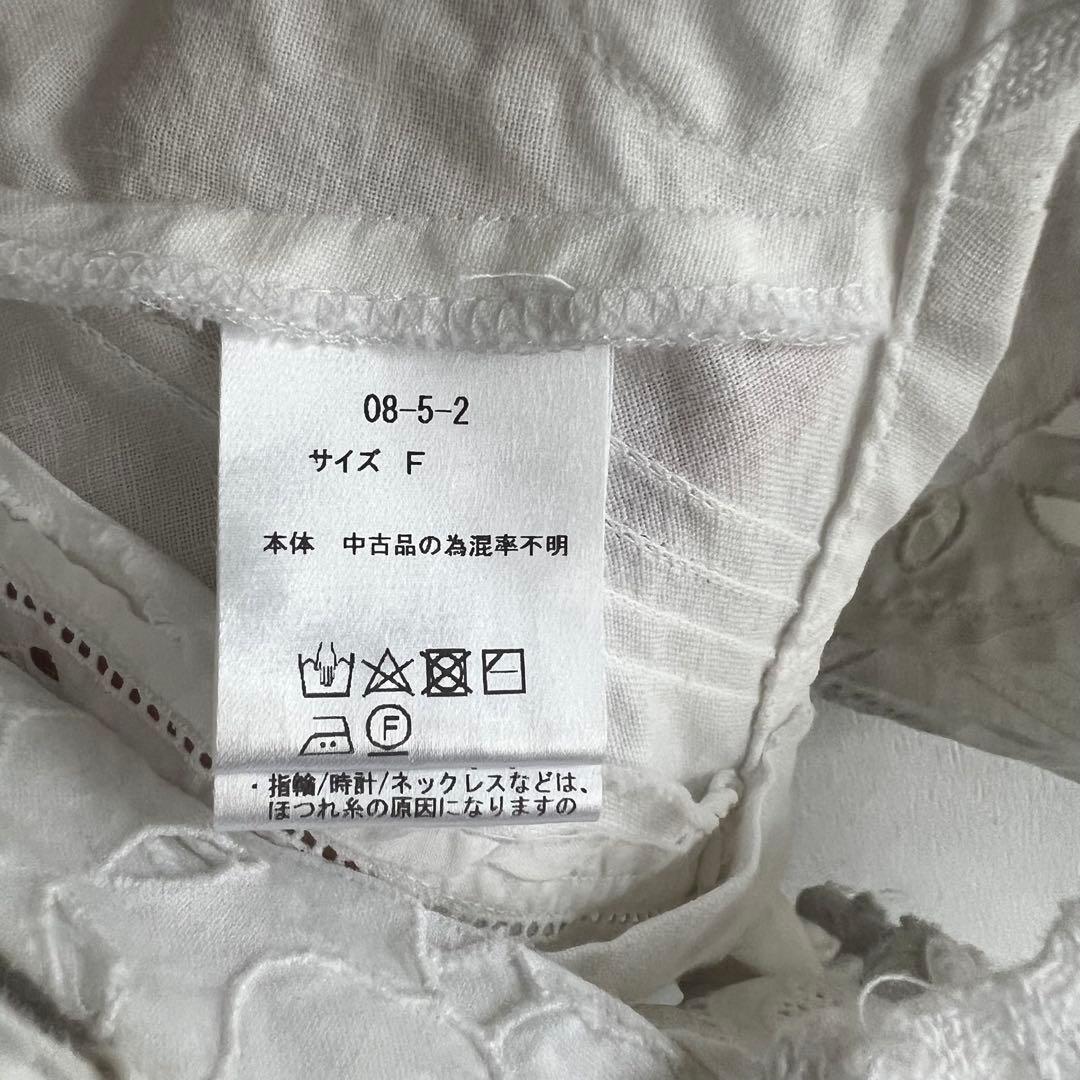 08-5-2
サイズ F
本体 中古品の為混率不明
F
・指輪/時計/ネックレスなどは、
ほつれ糸の原因になりますの